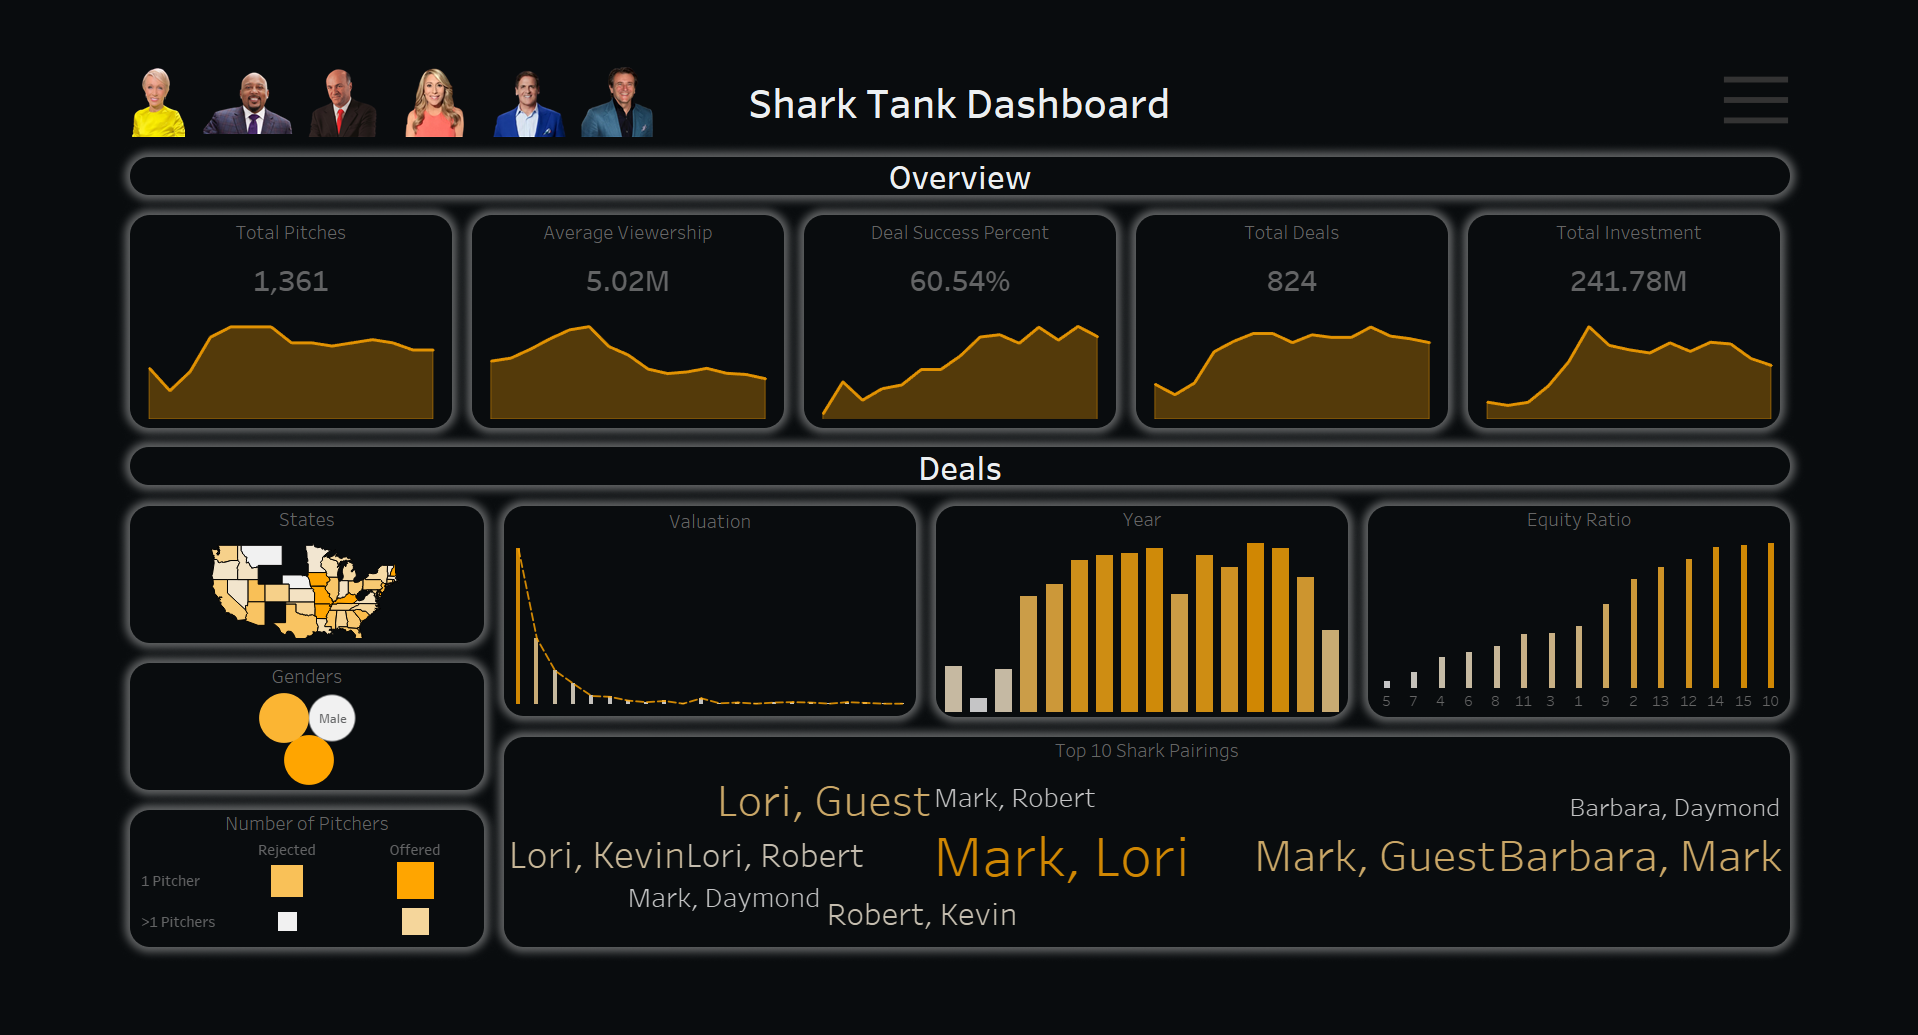 Shark Tank Dashboard
Overview
Total Pitches
1,361
Average Viewership
5.02M
Deal Success Percent
60.54%
Total Deals
824
Total Investment
241.78M
Deals
States
Valuation
Year
Equity Ratio
5 7 4 6 8 11 3 1 9 2 13 12 14 15 10
Genders
Male
Number of Pitchers
Rejected Offered
1 Pitcher
>1 Pitchers
Top 10 Shark Pairings
Lori, Guest
Mark, Robert
Barbara, Daymond
Lori, Kevin
Lori, Robert
Mark, Lori
Mark, Guest
Barbara, Mark
Mark, Daymond
Robert, Kevin